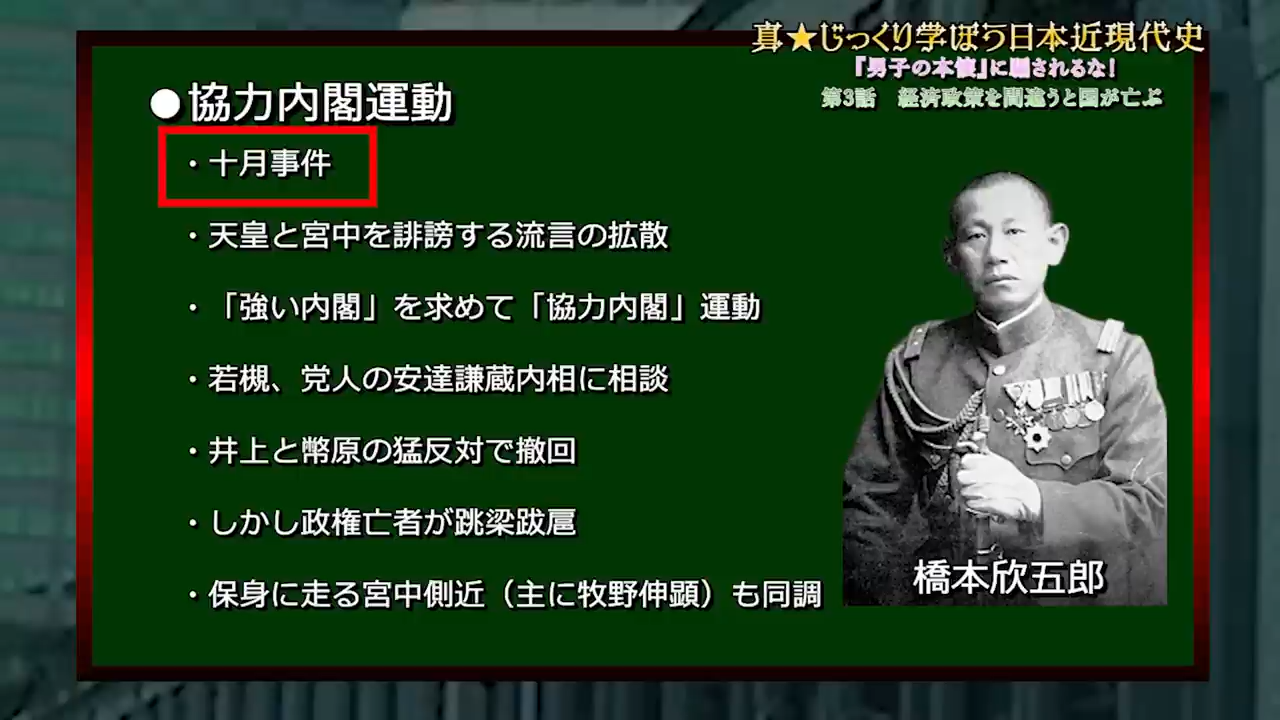 真★じっくり学ぼう日本近現代史
『男子の本懐』に騙されるな!
第3話 経済政策を間違うと国が亡ぶ
●協力内閣運動
・十月事件
・天皇と宮中を誹謗する流言の拡散
・「強い内閣」を求めて「協力内閣」運動
・若槻、党人の安達謙蔵内相に相談
・井上と幣原の猛反対で撤回
・しかし政権亡者が跳梁跋扈
・保身に走る宮中側近(主に牧野伸顕)も同調
橋本欣五郎